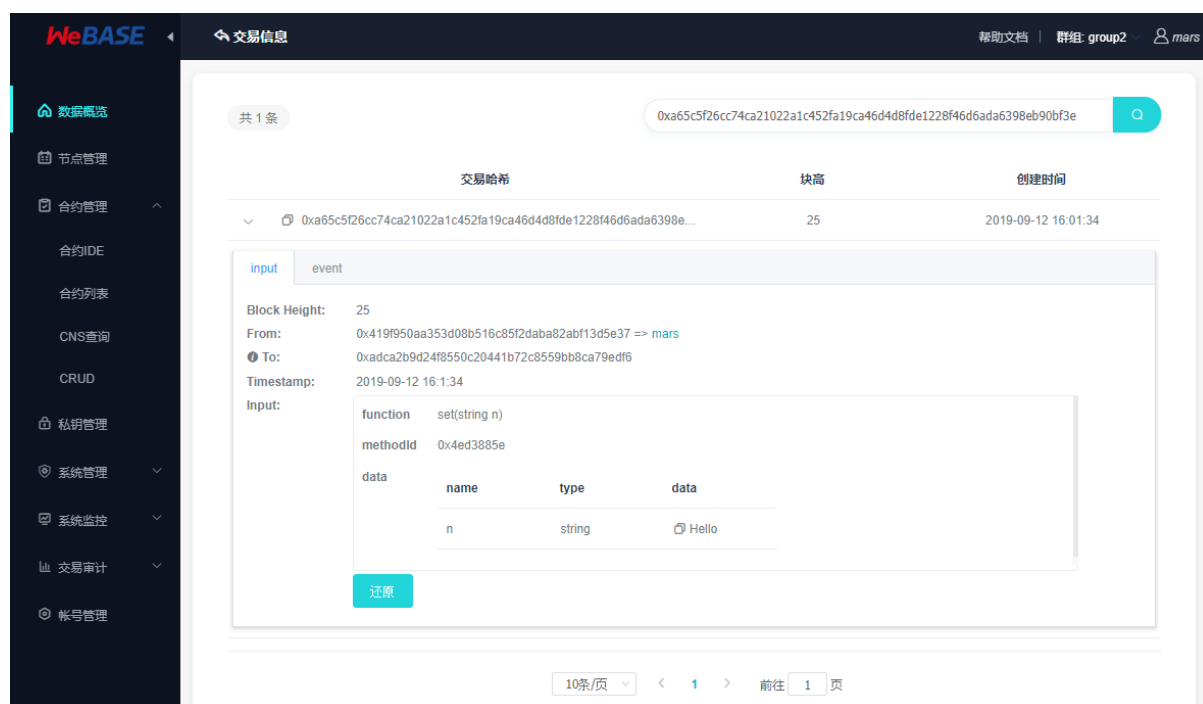 WeBASE
交易信息
帮助文档 | 群组: group2
mars
数据概览
节点管理
合约管理
合约IDE
合约列表
CNS查询
CRUD
私钥管理
系统管理
系统监控
交易审计
帐号管理
共 1 条
0xa65c5f26cc74ca21022a1c452fa19ca46d4d8fde1228f46d6ada6398eb90bf3e
交易哈希 块高 创建时间
0xa65c5f26cc74ca21022a1c452fa19ca46d4d8fde1228f46d6ada6398e... 25 2019-09-12 16:01:34
input event
Block Height: 25
From: 0x419f950aa353d08b516c85f2daba82abf13d5e37 => mars
To: 0xadca2b9d24f8550c20441b72c8559bb8ca79edf6
Timestamp: 2019-09-12 16:1:34
Input:
function set(string n)
methodId 0x4ed3885e
data
name type data
n string Hello
还原
10条/页 < 1 > 前往 1 页